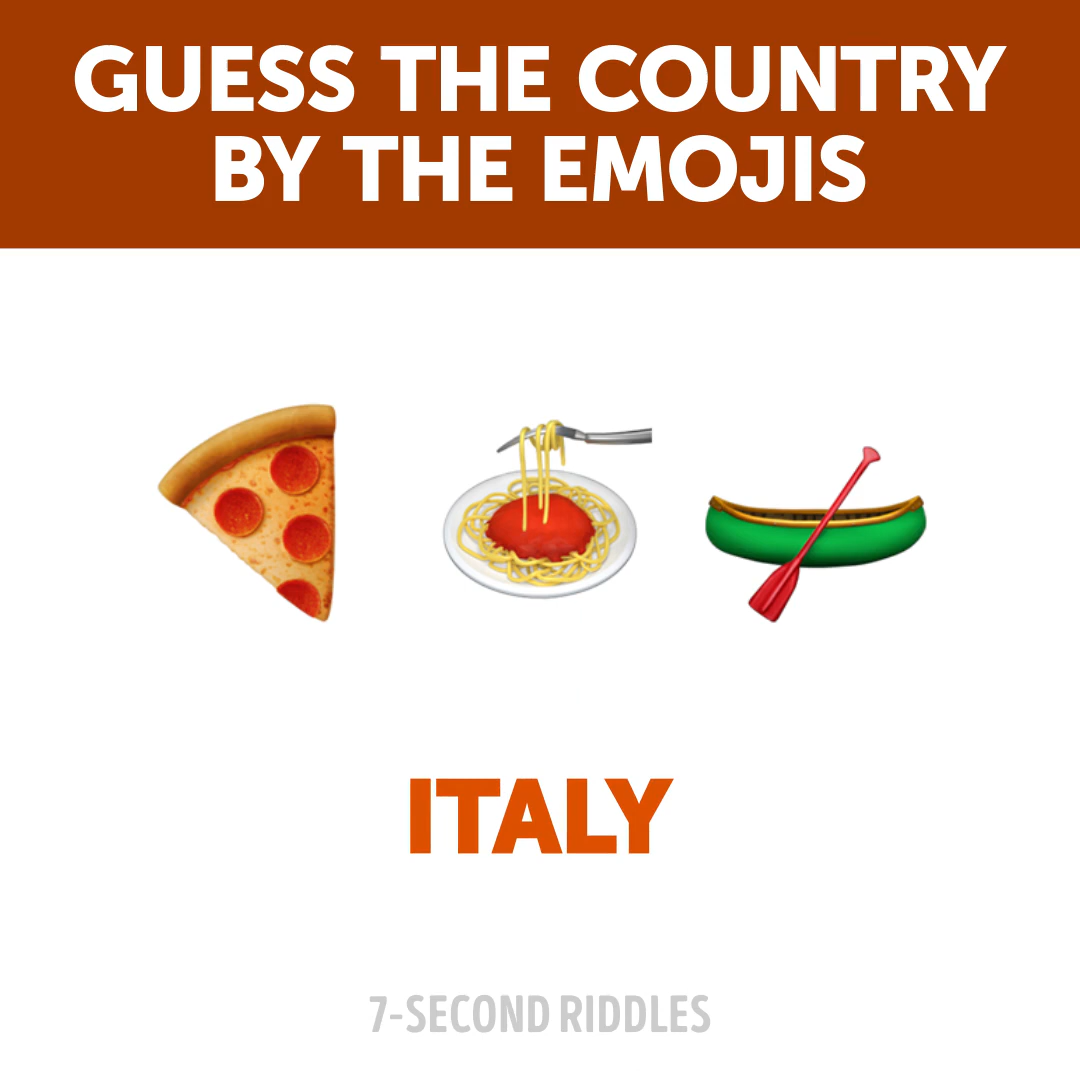 GUESS THE COUNTRY
BY THE EMOJIS
ITALY
7-SECOND RIDDLES